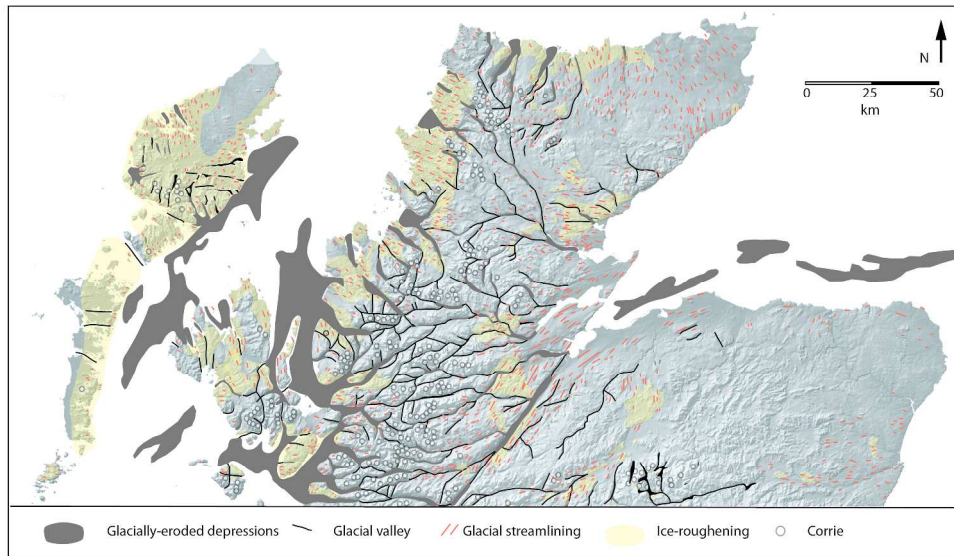 N
0 25 50
km
Glacially-eroded depressions Glacial valley Glacial streamlining Ice-roughening Corrie